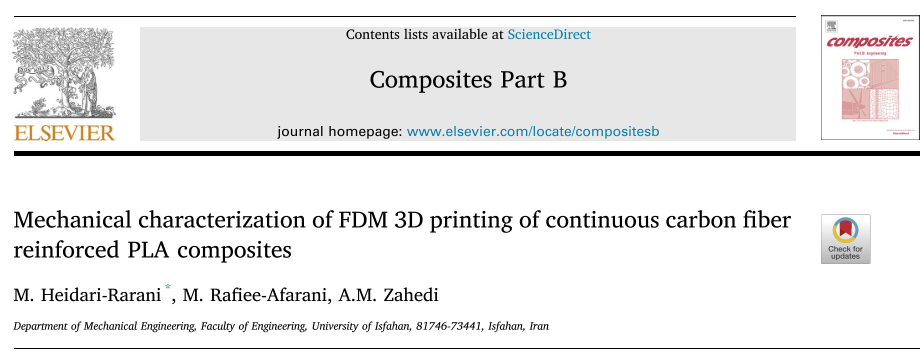 Contents lists available at ScienceDirect
Composites Part B
journal homepage: www.elsevier.com/locate/compositesb
ELSEVIER
composites
Part B: engineering
Mechanical characterization of FDM 3D printing of continuous carbon fiber
reinforced PLA composites
Check for
updates
M. Heidari-Rarani *, M. Rafiee-Afarani, A.M. Zahedi
Department of Mechanical Engineering, Faculty of Engineering, University of Isfahan, 81746-73441, Isfahan, Iran